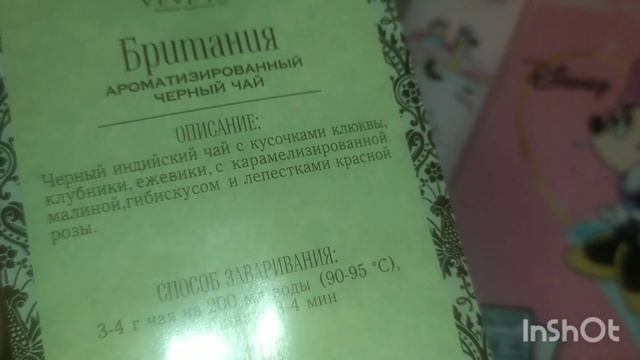 Британия
АРОМАТИЗИРОВАННЫЙ
ЧЕРНЫЙ ЧАЙ
ОПИСАНИЕ:
Черный индийский чай с кусочками клюквы,
клубники, ежевики, с карамелизированной
малиной,гибискусом и лепестками красной
розы.
СПОСОБ ЗАВАРИВАНИЯ:
3-4 г чая на 200 мл воды (90-95 °С),
3-4 мин
Disney
InShOt